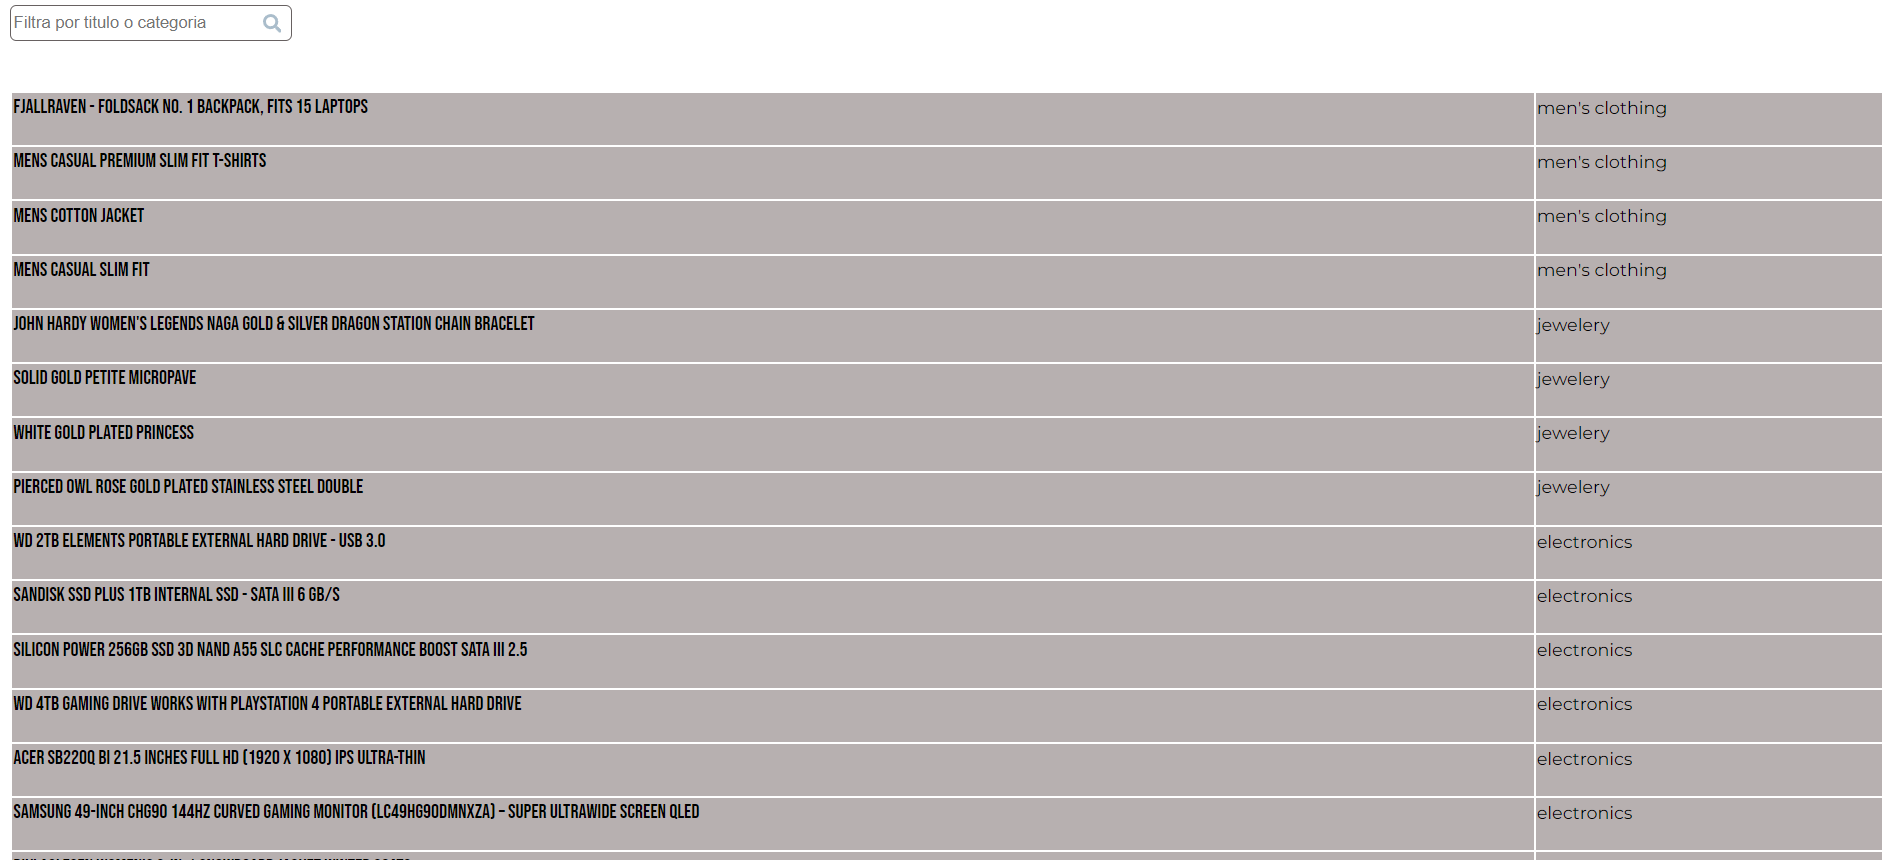 Filtra por titulo o categoria
FJALLRAVEN - FOLDSACK NO. 1 BACKPACK, FITS 15 LAPTOPS men's clothing
MENS CASUAL PREMIUM SLIM FIT T-SHIRTS men's clothing
MENS COTTON JACKET men's clothing
MENS CASUAL SLIM FIT men's clothing
JOHN HARDY WOMEN'S LEGENDS NAGA GOLD & SILVER DRAGON STATION CHAIN BRACELET jewelery
SOLID GOLD PETITE MICROPAVE jewelery
WHITE GOLD PLATED PRINCESS jewelery
PIERCED OWL ROSE GOLD PLATED STAINLESS STEEL DOUBLE jewelery
WD 2TB ELEMENTS PORTABLE EXTERNAL HARD DRIVE - USB 3.0 electronics
SANDISK SSD PLUS 1TB INTERNAL SSD - SATA III 6 GB/S electronics
SILICON POWER 256GB SSD 3D NAND A55 SLC CACHE PERFORMANCE BOOST SATA III 2.5 electronics
WD 4TB GAMING DRIVE WORKS WITH PLAYSTATION 4 PORTABLE EXTERNAL HARD DRIVE electronics
ACER SB220Q BI 21.5 INCHES FULL HD (1920 X 1080) IPS ULTRA-THIN electronics
SAMSUNG 49-INCH CHG90 144HZ CURVED GAMING MONITOR (LC49HG90DMNXZA) – SUPER ULTRAWIDE SCREEN QLED electronics